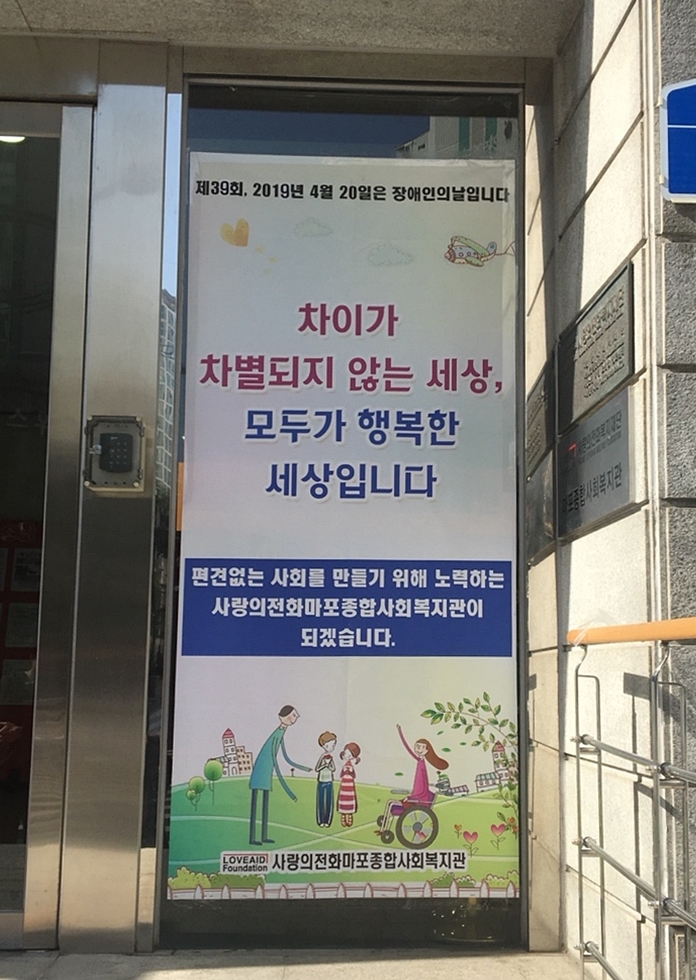 제39회, 2019년 4월 20일은 장애인의날입니다
차이가
차별되지 않는 세상,
모두가 행복한
세상입니다
편견없는 사회를 만들기 위해 노력하는
사랑의전화마포종합사회복지관이
되겠습니다.
LOVEAID
Foundation
사랑의전화마포종합사회복지관
마포종합사회복지관